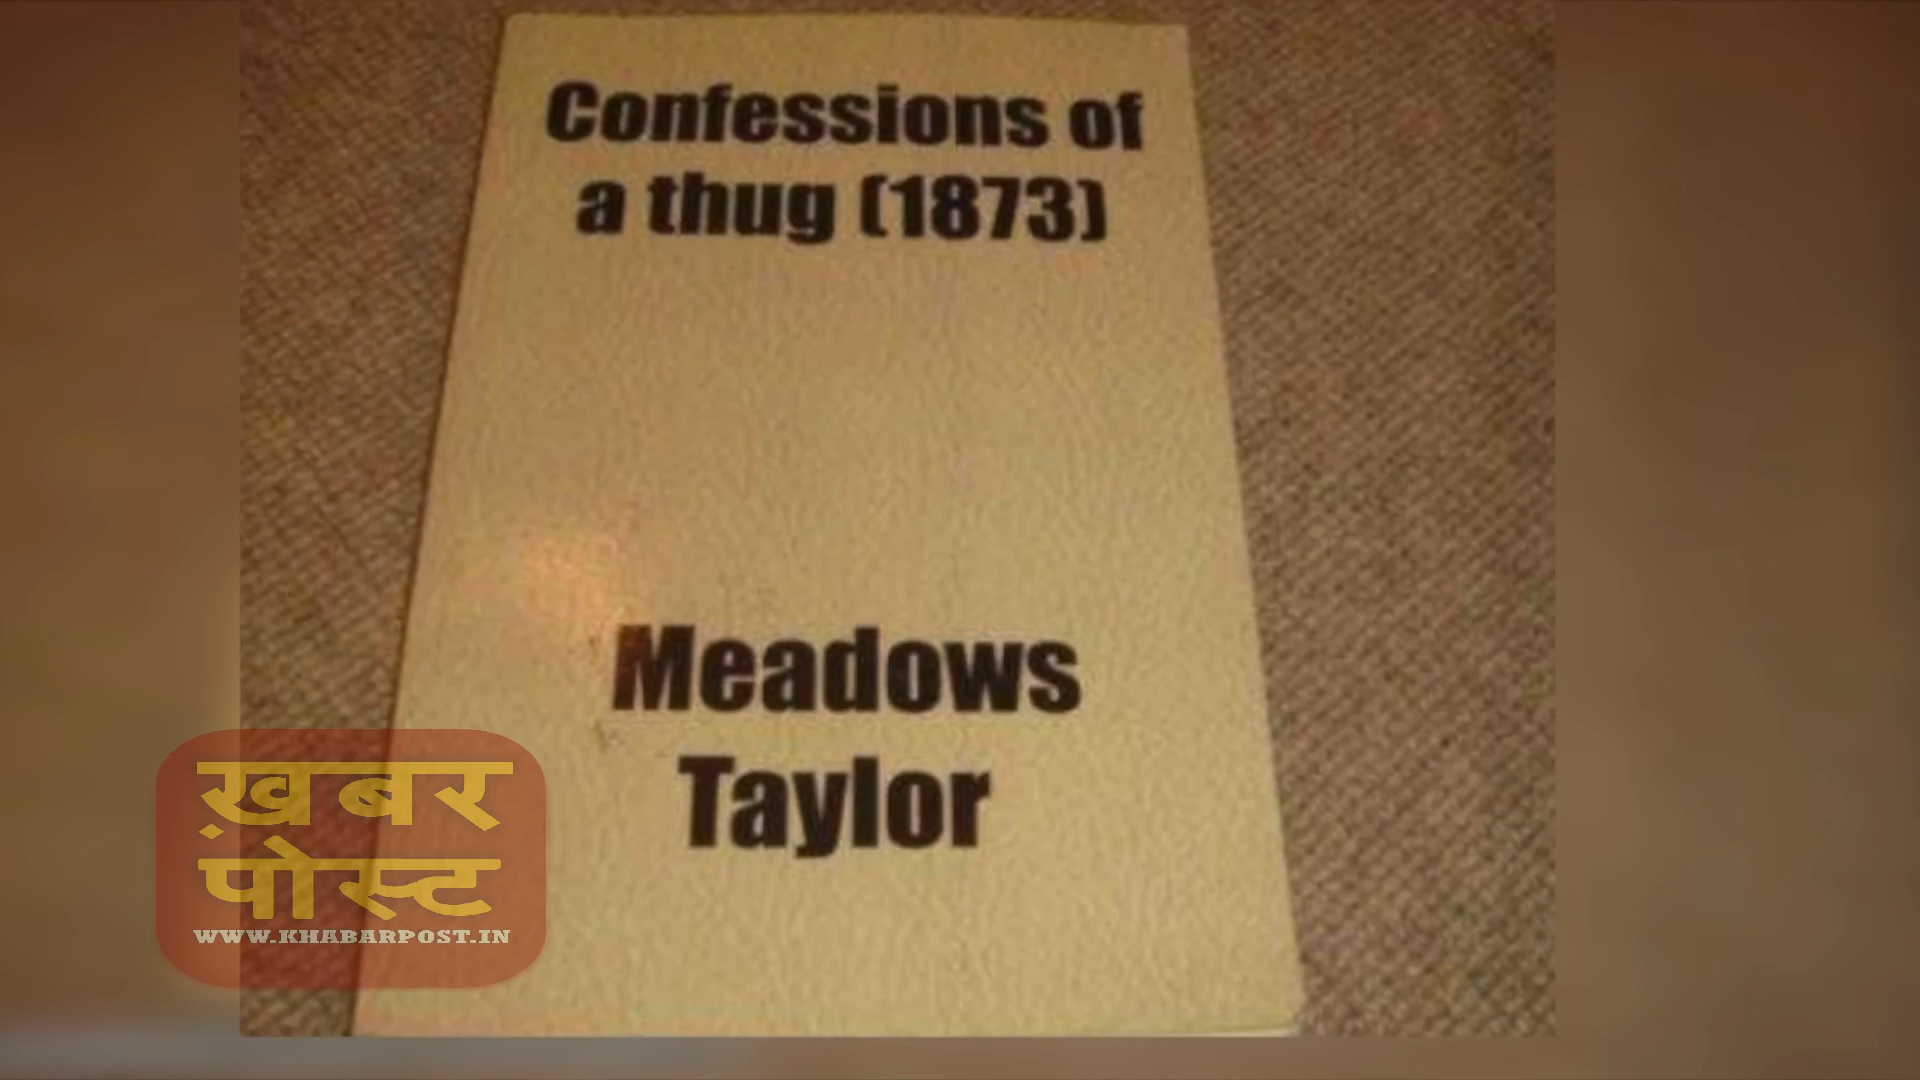 Confessions of
a thug (1873)
Meadows
Taylor
ख़बर
पोस्ट
WWW.KHABARPOST.IN